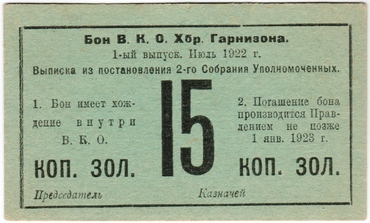 Бон В. К. О. Хбр. Гарнизона.
1-ый выпуск. Июль 1922 г.
Выписка из постановления 2-го Собрания Уполномоченных.
1. Бон имеет хож-
дение внутри
В. К. О.
15
2. Погашение бона
производится Прав-
дением не позже
1 янв. 1923 г.
КОП. ЗОЛ.
КОП. ЗОЛ.
Председатель
Казначей